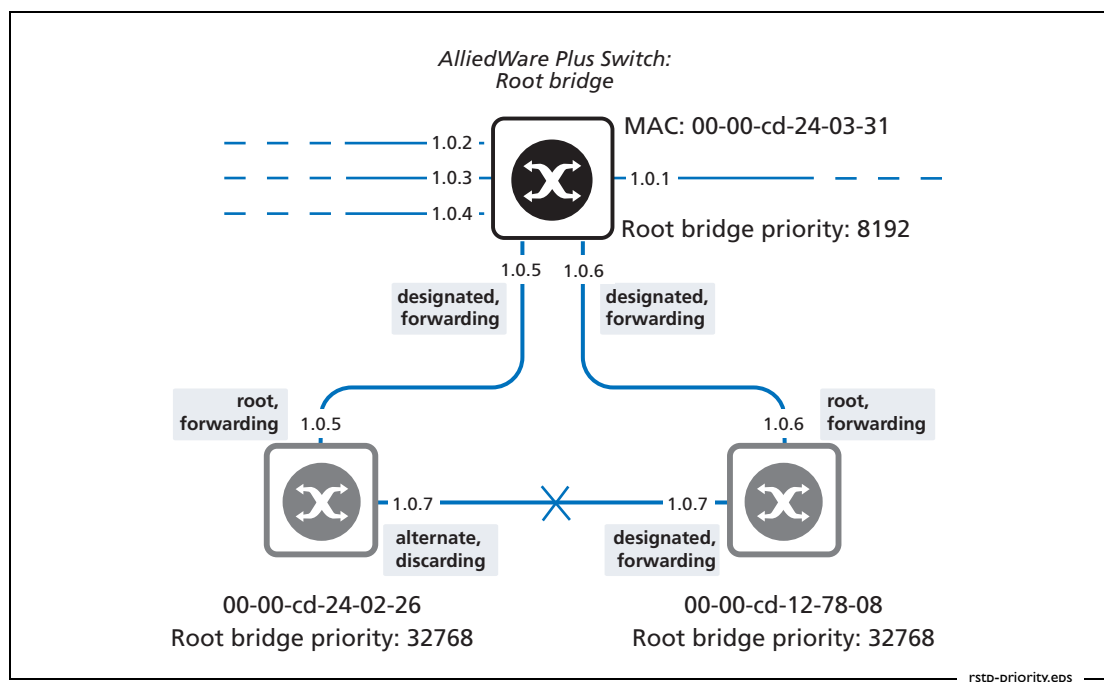 AlliedWare Plus Switch:
Root bridge
MAC: 00-00-cd-24-03-31
1.0.2
1.0.3
1.0.1
1.0.4
Root bridge priority: 8192
1.0.5
1.0.6
designated,
forwarding
designated,
forwarding
root,
forwarding
1.0.5
1.0.6
root,
forwarding
1.0.7
1.0.7
alternate,
discarding
designated,
forwarding
00-00-cd-24-02-26
Root bridge priority: 32768
00-00-cd-12-78-08
Root bridge priority: 32768
rstp-priority.eps